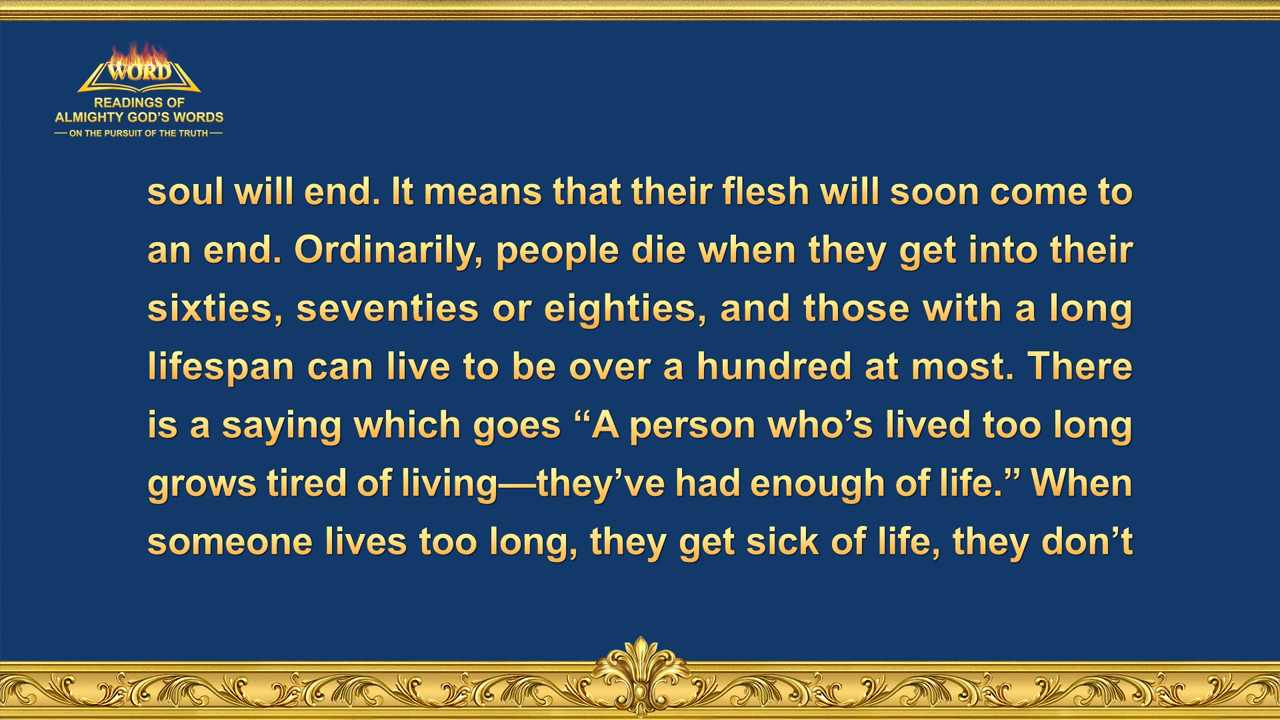 WORD
READINGS OF
ALMIGHTY GOD'S WORDS
— ON THE PURSUIT OF THE TRUTH —
soul will end. It means that their flesh will soon come to
an end. Ordinarily, people die when they get into their
sixties, seventies or eighties, and those with a long
lifespan can live to be over a hundred at most. There
is a saying which goes “A person who’s lived too long
grows tired of living—they’ve had enough of life.” When
someone lives too long, they get sick of life, they don’t